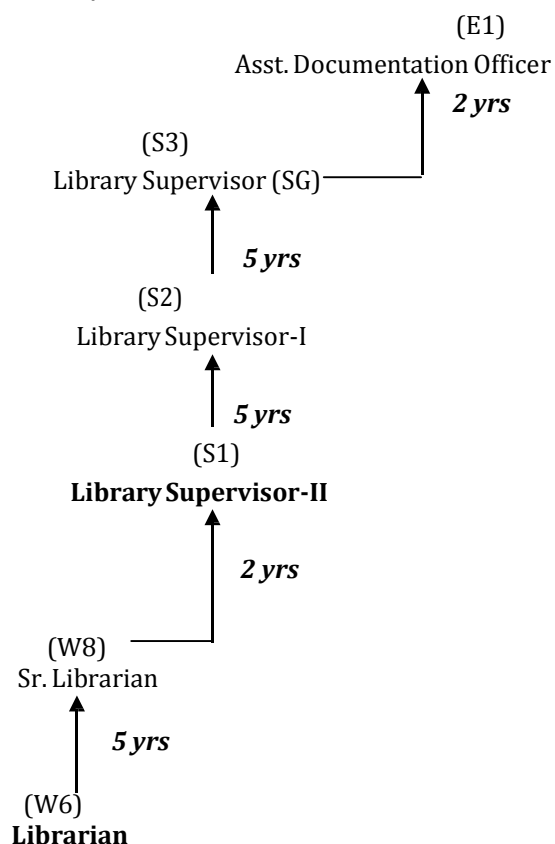 (E1)
Asst. Documentation Officer
2 yrs
(S3)
Library Supervisor (SG)
5 yrs
(S2)
Library Supervisor-I
5 yrs
(S1)
Library Supervisor-II
2 yrs
(W8)
Sr. Librarian
5 yrs
(W6)
Librarian